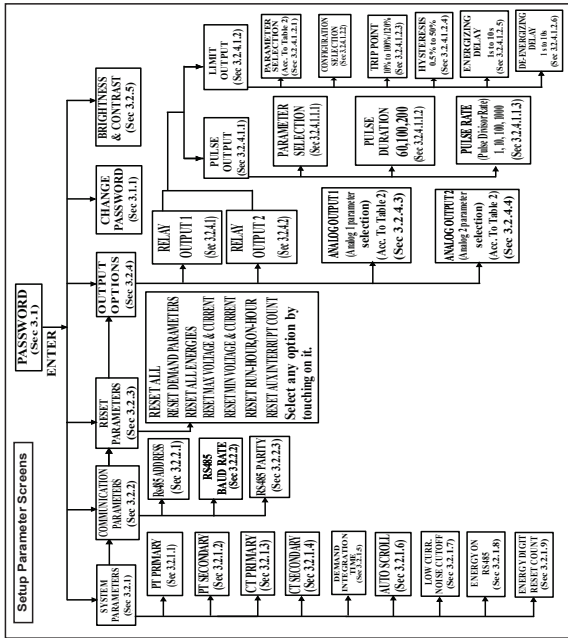 Setup Parameter Screens
PASSWORD
(Sec 3.1)
ENTER
SYSTEM
PARAMETERS
(Sec 3.2.1)
COMMUNICATION
PARAMETERS
(Sec 3.2.2)
RESET
PARAMETERS
(Sec 3.2.3)
OUTPUT
OPTIONS
(Sec 3.2.4)
CHANGE
PASSWORD
(Sec 3.1.1)
BRIGHTNESS
& CONTRAST
(Sec 3.2.5)
PT PRIMARY
(Sec 3.2.1.1)
PT SECONDARY
(Sec 3.2.1.2)
CT PRIMARY
(Sec 3.2.1.3)
CT SECONDARY
(Sec 3.2.1.4)
DEMAND
INTEGRATION
TIME
(Sec 3.2.1.5)
AUTO SCROLL
(Sec 3.2.1.6)
LOW CURR.
NOISE CUTOFF
(Sec 3.2.1.7)
ENERGY ON
RS485
(Sec 3.2.1.8)
ENERGY DIGIT
RESET COUNT
(Sec 3.2.1.9)
RS485 ADDRESS
(Sec 3.2.2.1)
RS485
BAUD RATE
(Sec 3.2.2.2)
RS485 PARITY
(Sec 3.2.2.3)
RESET ALL
RESET DEMAND PARAMETERS
RESET ALL ENERGIES
RESET MAX VOLTAGE & CURRENT
RESET MIN VOLTAGE & CURRENT
RESET RUN-HOUR,ON-HOUR
RESET AUX INTERRUPT COUNT
Select any option by
touching on it.
RELAY
OUTPUT 1
(Sec 3.2.4.1)
RELAY
OUTPUT 2
(Sec 3.2.4.2)
ANALOG OUTPUT 1
(Analog 1 parameter
selection)
(Acc. To Table 2)
(Sec 3.2.4.3)
ANALOG OUTPUT 2
(Analog 2 parameter
selection)
(Acc. To Table 2)
(Sec 3.2.4.4)
PULSE
OUTPUT
(Sec 3.2.4.1.1)
PARAMETER
SELECTION
(Sec 3.2.4.1.1.1)
PULSE
DURATION
60,100,200
(Sec 3.2.4.1.1.2)
PULSE RATE
(Pulse Divisor Rate)
1, 10, 100, 1000
(Sec 3.2.4.1.1.3)
LIMIT
OUTPUT
(Sec 3.2.4.1.2)
PARAMETER
SELECTION
(Acc. To Table 2)
(Sec 3.2.4.1.2.1)
CONFIGURATION
SELECTION
(Sec 3.2.4.1.2.2)
TRIP POINT
10% to 100%/120%
(Sec 3.2.4.1.2.3)
HYSTERESIS
0.5% to 50%
(Sec 3.2.4.1.2.4)
ENERGIZING
DELAY
1s to 10s
(Sec 3.2.4.1.2.5)
DE-ENERGIZING
DELAY
1s to 10s
(Sec 3.2.4.1.2.6)